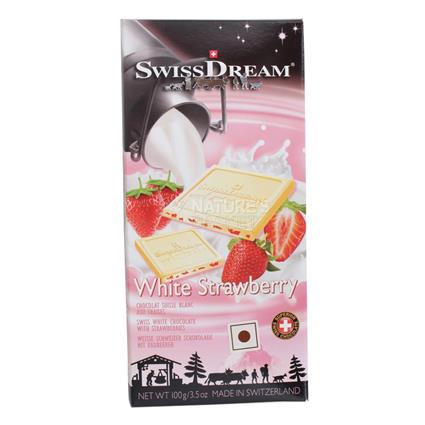 SWISSDREAM®
NATURE'S
White Strawberry
CHOCOLAT SUISSE BLANC
AUX FRAISES
SWISS WHITE CHOCOLATE
WITH STRAWBERRIES
WEISSE SCHWEIZER SCHOKOLADE
MIT ERDBEEREN
NET WT 100g/3.5oz MADE IN SWITZERLAND